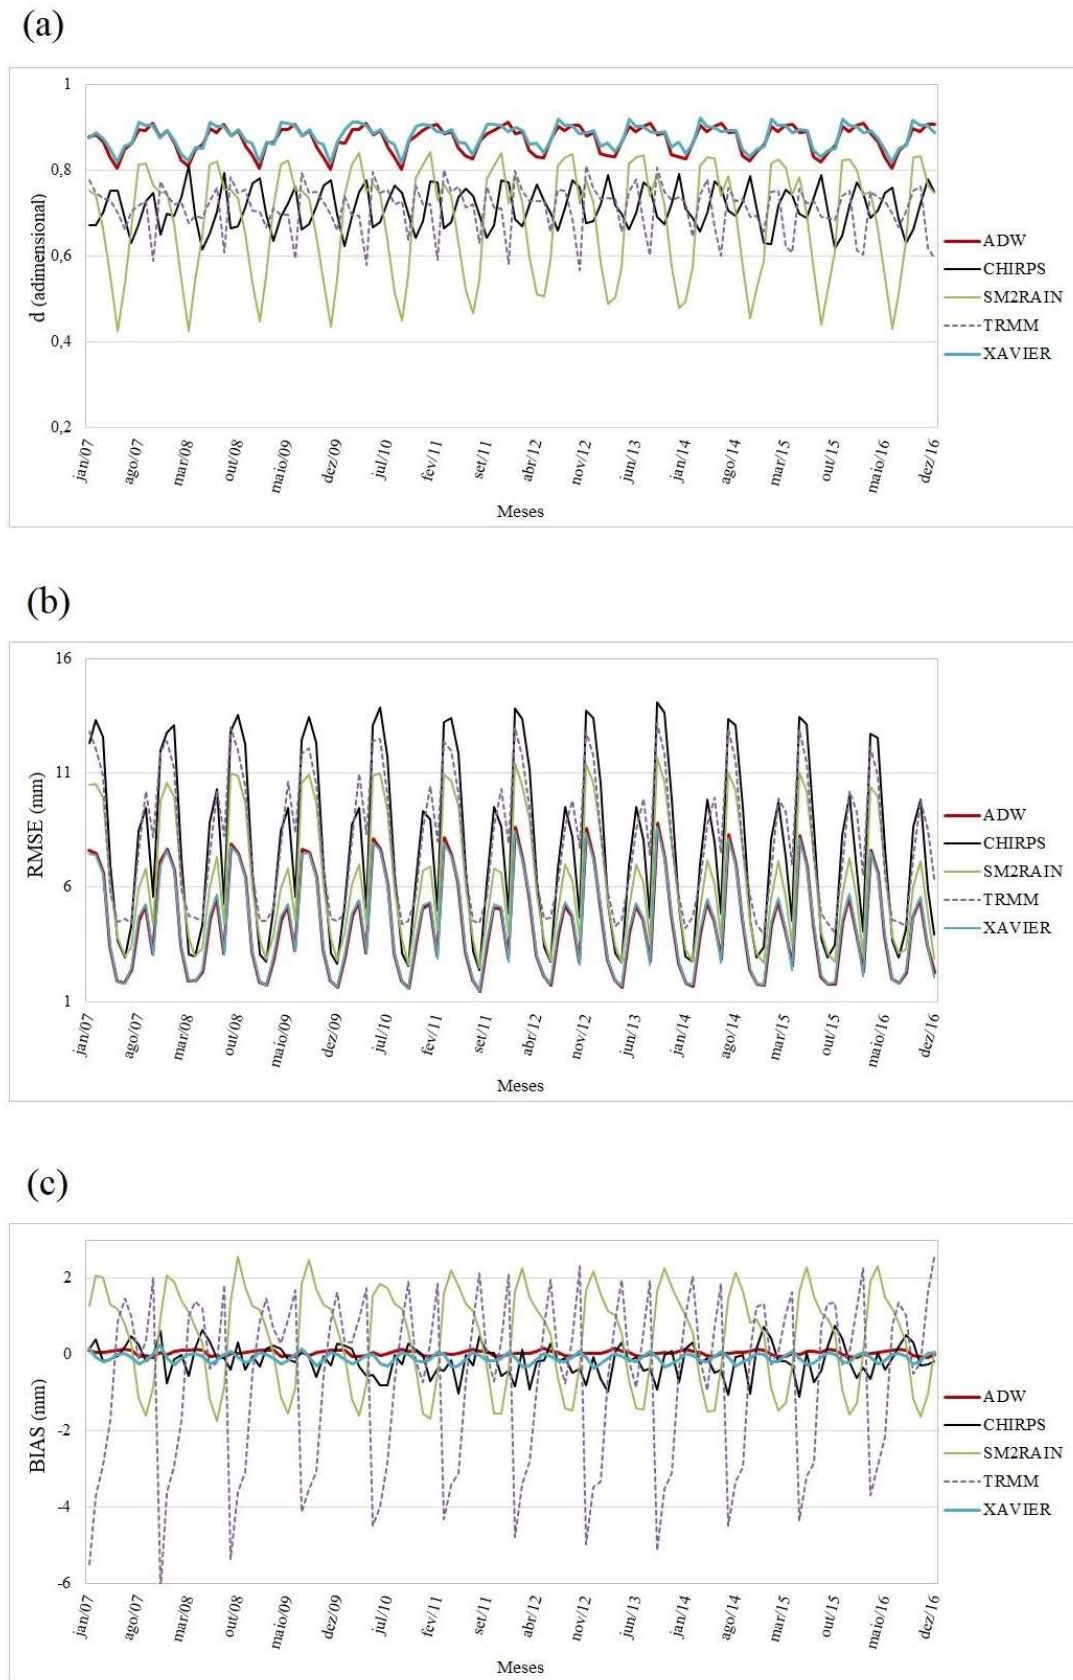 (a)
1
0,8
0,6
0,4
0,2
d (adimensional)
jan/07
ago/07
mar/08
out/08
maio/09
dez/09
jul/10
fev/11
set/11
abr/12
nov/12
jun/13
jan/14
ago/14
mar/15
out/15
maio/16
dez/16
Meses
ADW
CHIRPS
SM2RAIN
TRMM
XAVIER
(b)
16
11
6
1
RMSE (mm)
jan/07
ago/07
mar/08
out/08
maio/09
dez/09
jul/10
fev/11
set/11
abr/12
nov/12
jun/13
jan/14
ago/14
mar/15
out/15
maio/16
dez/16
Meses
ADW
CHIRPS
SM2RAIN
TRMM
XAVIER
(c)
2
0
-2
-4
-6
BIAS (mm)
jan/07
ago/07
mar/08
out/08
maio/09
dez/09
jul/10
fev/11
set/11
abr/12
nov/12
jun/13
jan/14
ago/14
mar/15
out/15
maio/16
dez/16
Meses
ADW
CHIRPS
SM2RAIN
TRMM
XAVIER